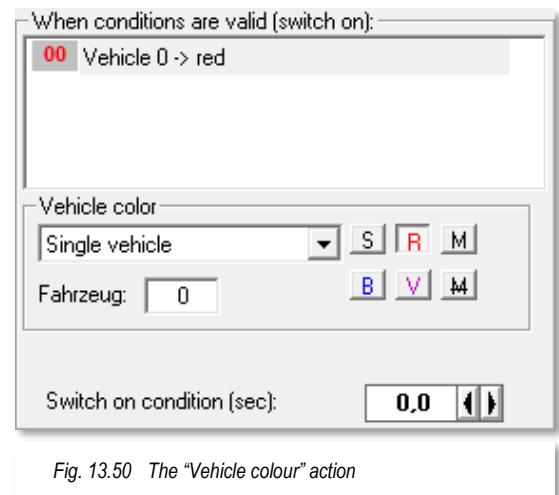 When conditions are valid (switch on):
00 Vehicle 0 -> red
Vehicle color
Single vehicle S R M
Fahrzeug: 0 B V M
Switch on condition (sec): 0,0
Fig. 13.50 The “Vehicle colour” action